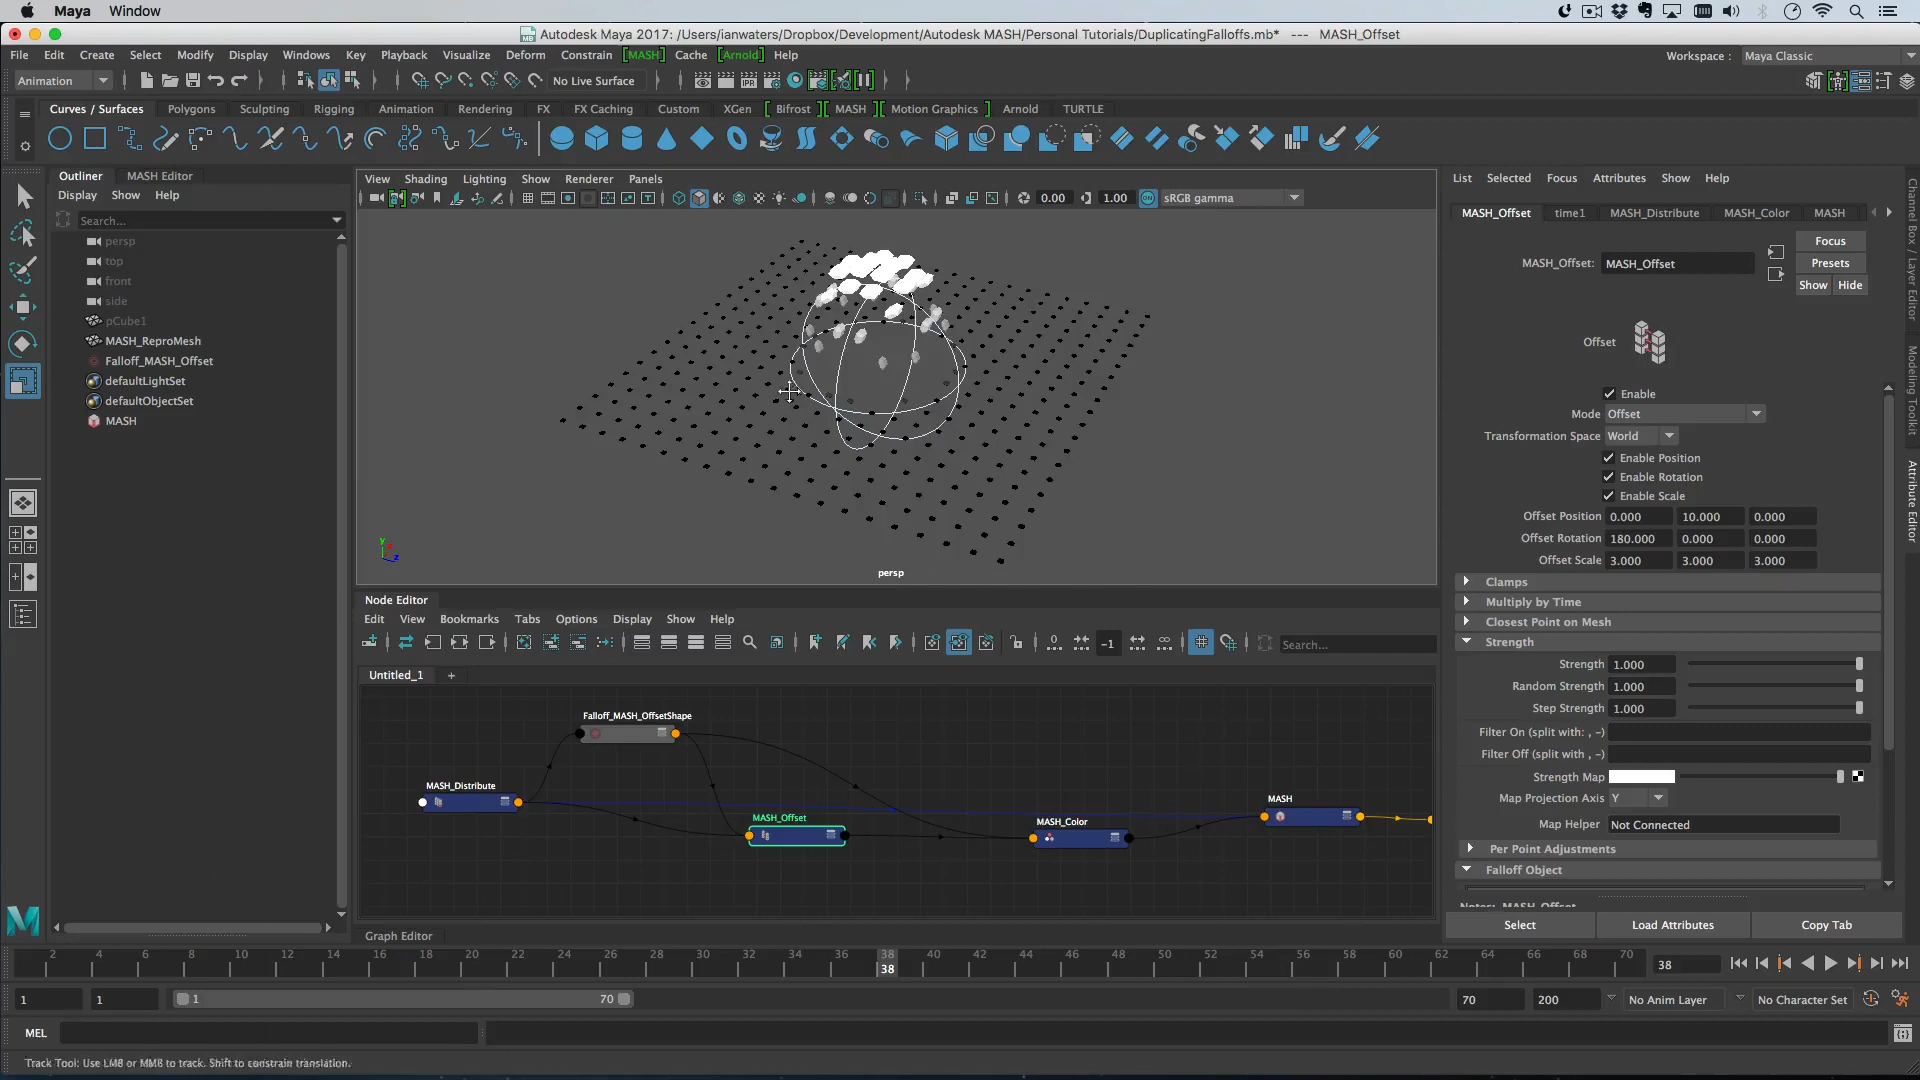 Maya Window
Autodesk Maya 2017: /Users/ianwaters/Dropbox/Development/Autodesk MASH/Personal Tutorials/DuplicatingFalloffs.mb* --- MASH_Offset
File Edit Create Select Modify Display Windows Key Playback Visualize Deform Constrain [MASH] Cache [Arnold] Help Workspace : Maya Classic
Animation No Live Surface
Curves / Surfaces Polygons Sculpting Rigging Animation Rendering FX FX Caching Custom XGen [ Bifrost ] [ MASH ] [ Motion Graphics ] Arnold TURTLE
Outliner MASH Editor
Display Show Help
Search...
persp
top
front
side
pCube1
MASH_ReproMesh
Falloff_MASH_Offset
defaultLightSet
defaultObjectSet
MASH
View Shading Lighting Show Renderer Panels
0.00 1.00 sRGB gamma
persp
Node Editor
Edit View Bookmarks Tabs Options Display Show Help
-1 Search...
Untitled_1 +
Falloff_MASH_OffsetShape
MASH_Distribute
MASH_Offset
MASH_Color
MASH
Graph Editor
List Selected Focus Attributes Show Help
MASH_Offset time1 MASH_Distribute MASH_Color MASH
Focus
MASH_Offset: MASH_Offset Presets
Show Hide
Offset
Enable
Mode Offset
Transformation Space World
Enable Position
Enable Rotation
Enable Scale
Offset Position 0.000 10.000 0.000
Offset Rotation 180.000 0.000 0.000
Offset Scale 3.000 3.000 3.000
Clamps
Multiply by Time
Closest Point on Mesh
Strength
Strength 1.000
Random Strength 1.000
Step Strength 1.000
Filter On (split with: , -)
Filter Off (split with , -)
Strength Map
Map Projection Axis Y
Map Helper Not Connected
Per Point Adjustments
Falloff Object
Notes: MASH_Offset
Select Load Attributes Copy Tab
Channel Box / Layer Editor
Modeling Toolkit
Attribute Editor
2 4 6 8 10 12 14 16 18 20 22 24 26 28 30 32 34 36 38 40 42 44 46 48 50 52 54 56 58 60 62 64 66 68 70
38 38
1 1 1 70 70 200 No Anim Layer No Character Set
MEL
Track Tool: Use LMB or MMB to track. Shift to constrain translation.